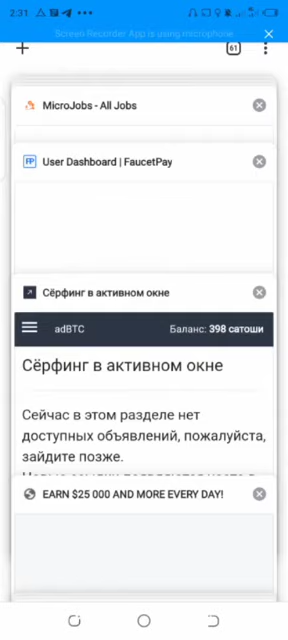 2:31
Screen Recorder App is using microphone
61
MicroJobs - All Jobs
FP User Dashboard | FaucetPay
Сёрфинг в активном окне
adBTC Баланс: 398 сатоши
Сёрфинг в активном окне
Сейчас в этом разделе нет
доступных объявлений, пожалуйста,
зайдите позже.
EARN $25 000 AND MORE EVERY DAY!